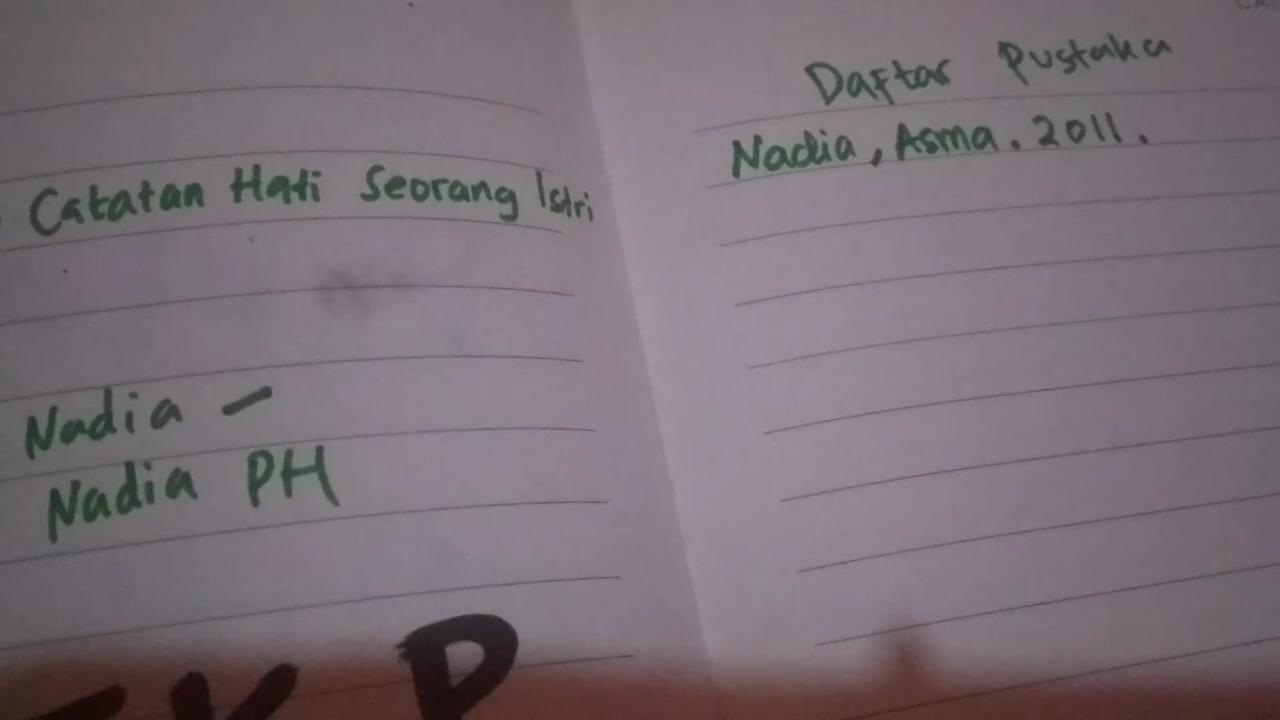 Catatan Hati Seorang Istri
Nadia –
Nadia PH
Daftar Pustaka
Nadia, Asma. 2011.